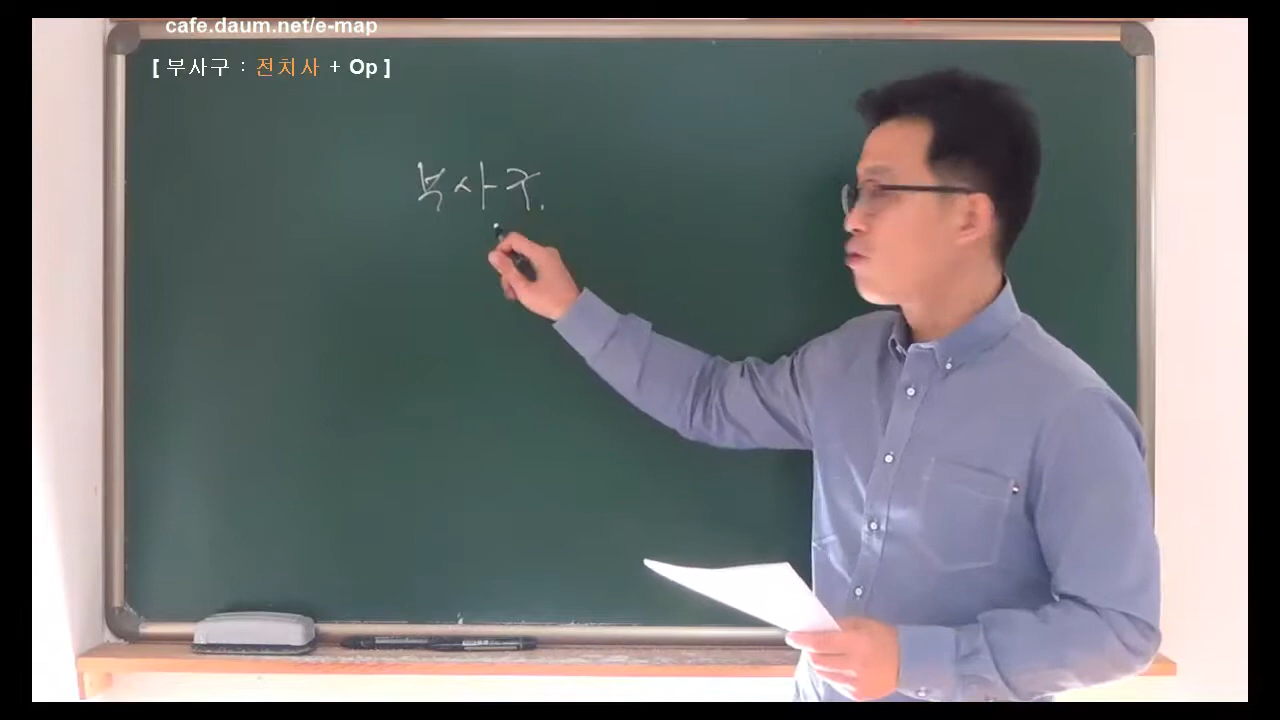 cafe.daum.net/e-map
[ 부사구 : 전치사 + Op ]
부사구.